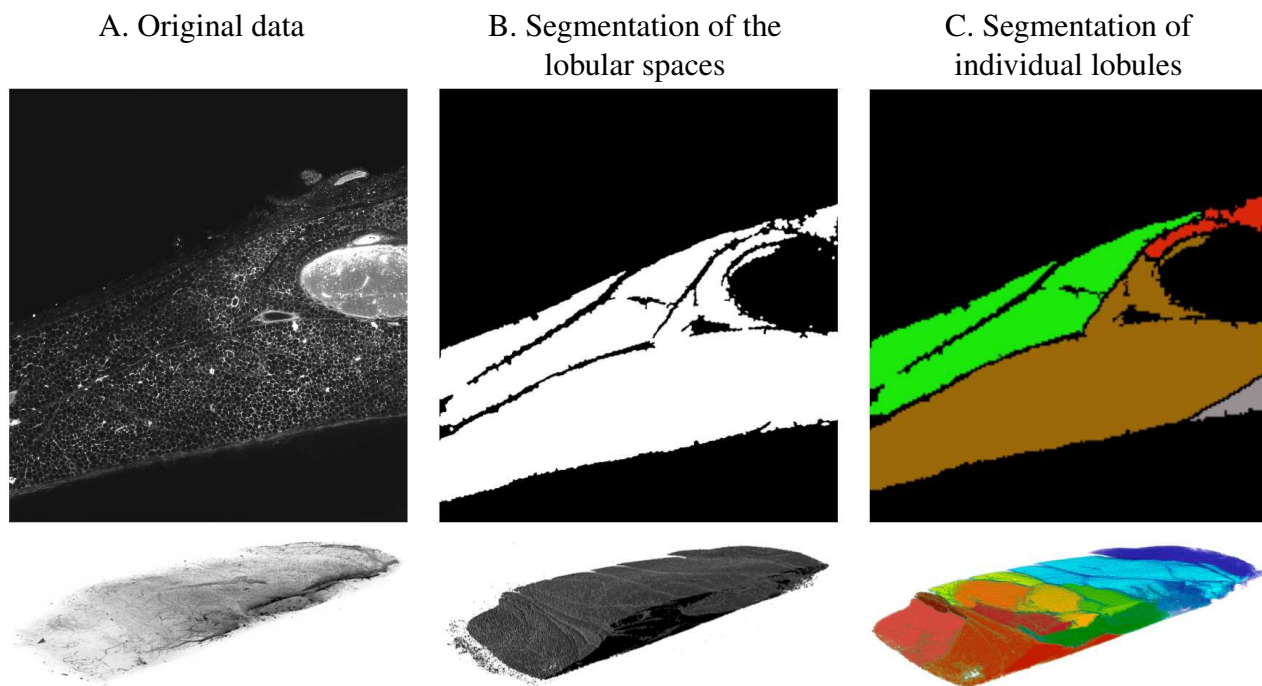 A. Original data
B. Segmentation of the
lobular spaces
C. Segmentation of
individual lobules